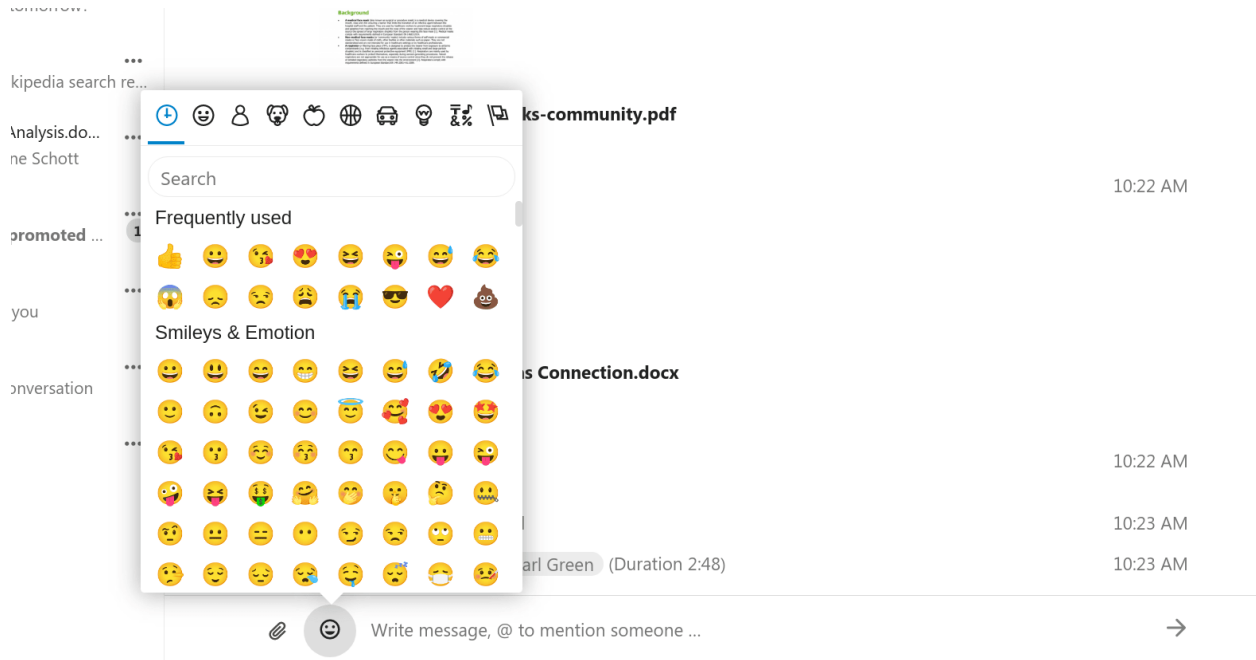 tomorrow?
Background
kipedia search re...
ks-community.pdf
Analysis.do...
ne Schott
Search
10:22 AM
Frequently used
promoted ...
1
you
Smileys & Emotion
s Connection.docx
onversation
10:22 AM
10:23 AM
arl Green (Duration 2:48)
10:23 AM
Write message, @ to mention someone ...